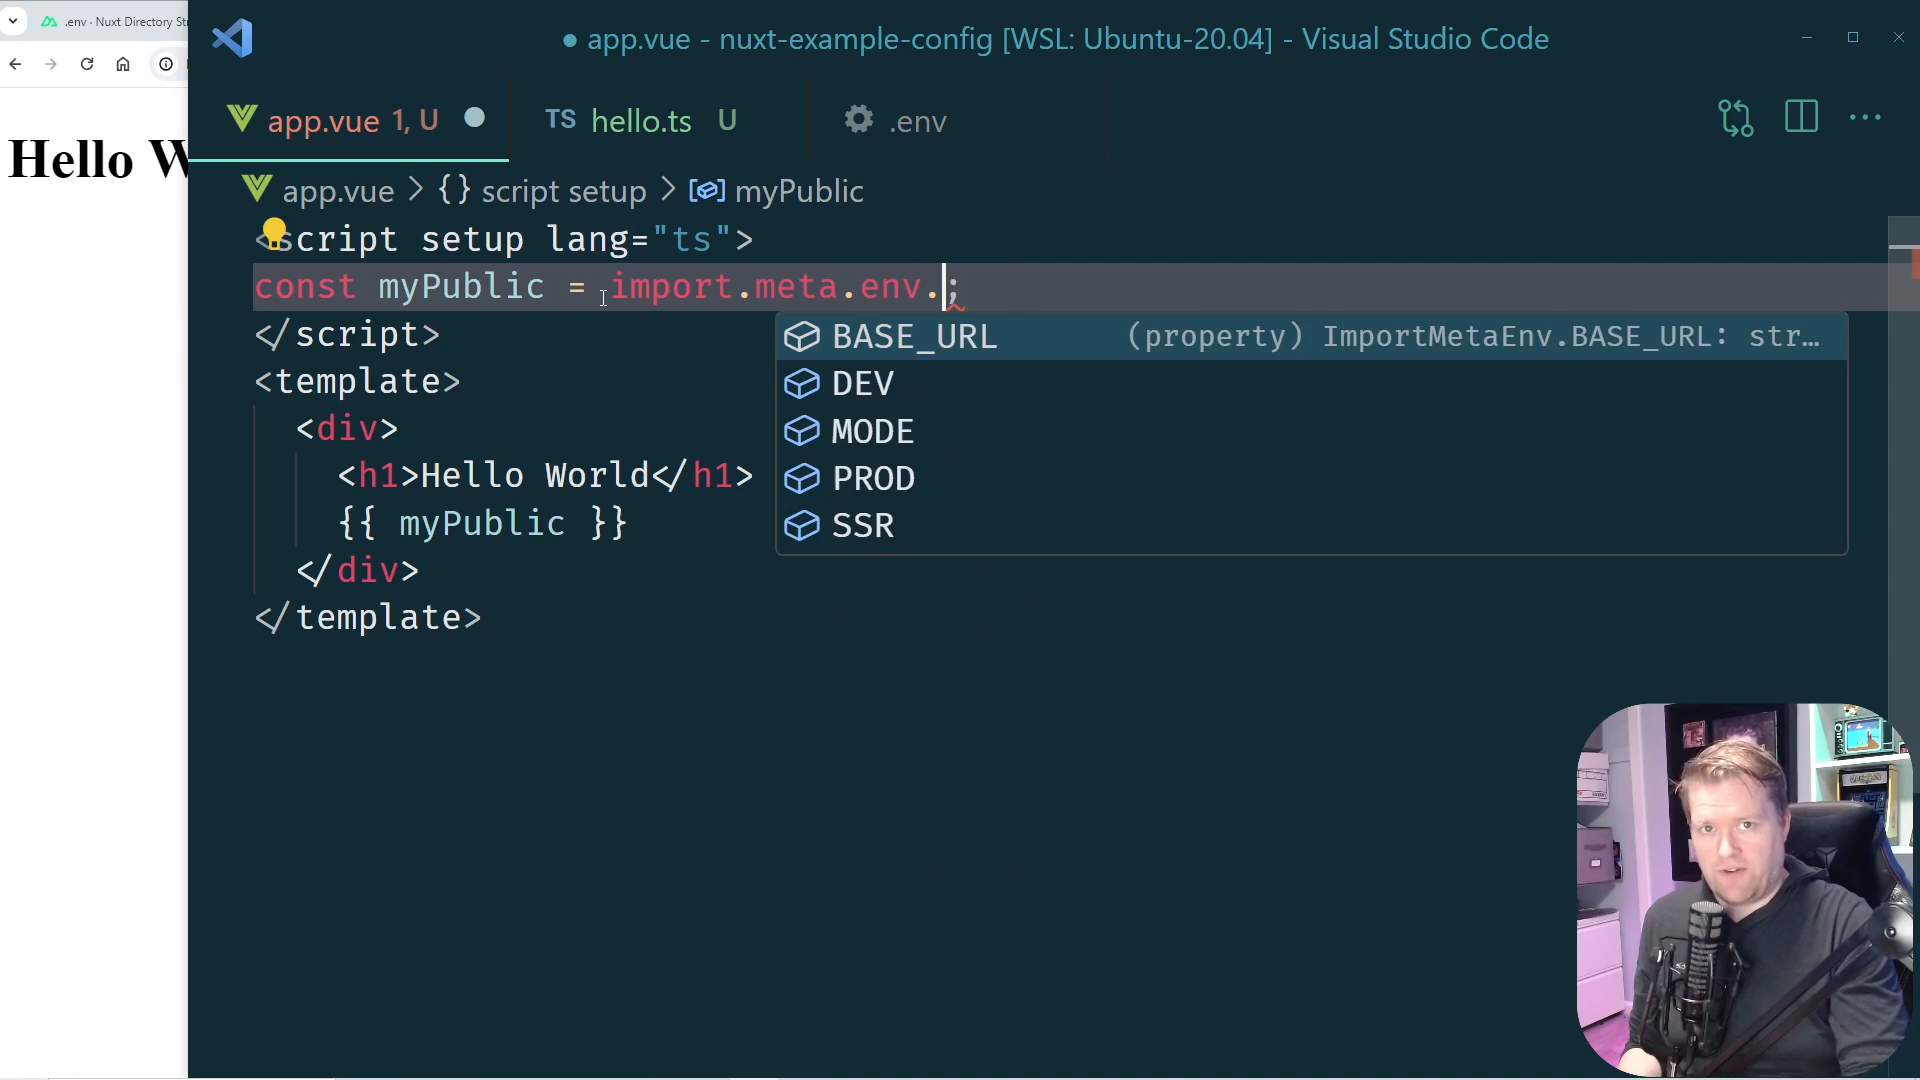 .env · Nuxt Directory St
app.vue - nuxt-example-config [WSL: Ubuntu-20.04] - Visual Studio Code
app.vue 1, U
TS hello.ts U
.env
Hello W
app.vue > {} script setup > myPublic
<script setup lang="ts">
const myPublic = import.meta.env.;
</script>
<template>
<div>
<h1>Hello World</h1>
{{ myPublic }}
</div>
</template>
BASE_URL (property) ImportMetaEnv.BASE_URL: str…
DEV
MODE
PROD
SSR